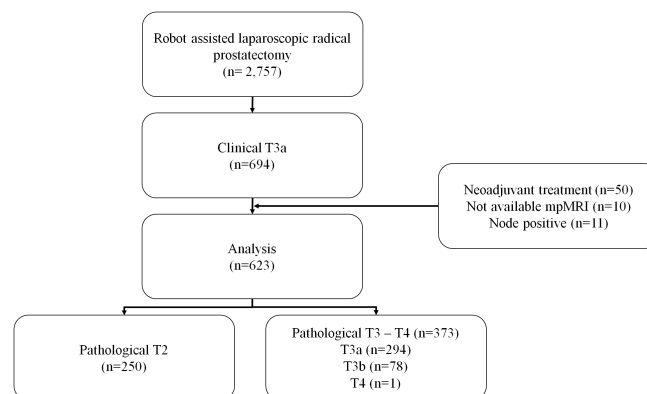 Robot assisted laparoscopic radical
prostatectomy
(n= 2,757)
Clinical T3a
(n=694)
Neoadjuvant treatment (n=50)
Not available mpMRI (n=10)
Node positive (n=11)
Analysis
(n=623)
Pathological T2
(n=250)
Pathological T3 – T4 (n=373)
T3a (n=294)
T3b (n=78)
T4 (n=1)